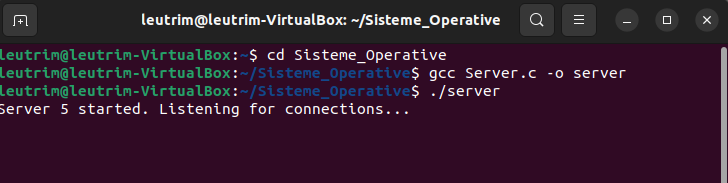 leutrim@leutrim-VirtualBox: ~/Sisteme_Operative
leutrim@leutrim-VirtualBox:~$ cd Sisteme_Operative
leutrim@leutrim-VirtualBox:~/Sisteme_Operative$ gcc Server.c -o server
leutrim@leutrim-VirtualBox:~/Sisteme_Operative$ ./server
Server 5 started. Listening for connections...